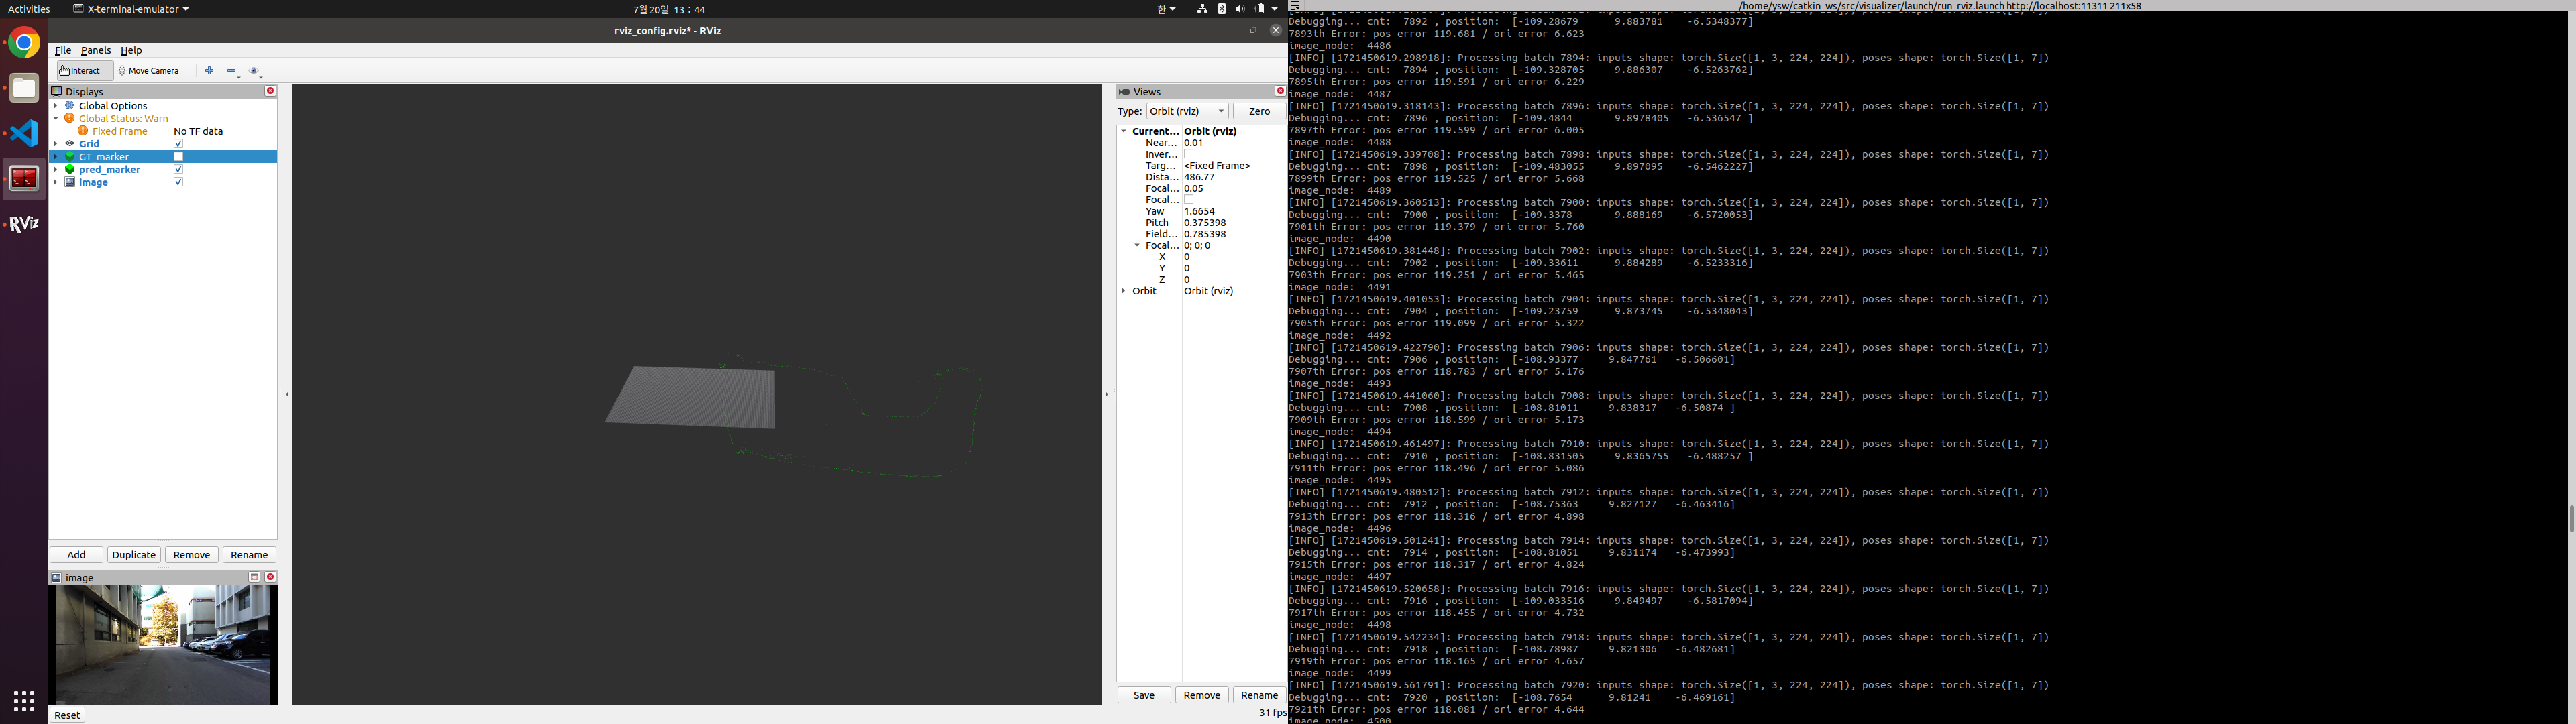 Activities
X-terminal-emulator
7월 20일 13 : 44
한
rviz_config.rviz* - RViz
File Panels Help
Interact Move Camera
Displays
Global Options
Global Status: Warn
Fixed Frame No TF data
Grid
GT_marker
pred_marker
image
Add Duplicate Remove Rename
image
Reset
RViz
Views
Type: Orbit (rviz) Zero
Current... Orbit (rviz)
Near... 0.01
Inver...
Targ... <Fixed Frame>
Dista... 486.77
Focal... 0.05
Focal...
Yaw 1.6654
Pitch 0.375398
Field... 0.785398
Focal... 0; 0; 0
X 0
Y 0
Z 0
Orbit Orbit (rviz)
Save Remove Rename
31 fps
/home/ysw/catkin_ws/src/visualizer/launch/run_rviz.launch http://localhost:11311 211x58
Debugging... cnt: 7892 , position: [-109.28679 9.883781 -6.5348377]
7893th Error: pos error 119.681 / ori error 6.623
image_node: 4486
[INFO] [1721450619.298918]: Processing batch 7894: inputs shape: torch.Size([1, 3, 224, 224]), poses shape: torch.Size([1, 7])
Debugging... cnt: 7894 , position: [-109.328705 9.886307 -6.5263762]
7895th Error: pos error 119.591 / ori error 6.229
image_node: 4487
[INFO] [1721450619.318143]: Processing batch 7896: inputs shape: torch.Size([1, 3, 224, 224]), poses shape: torch.Size([1, 7])
Debugging... cnt: 7896 , position: [-109.4844 9.8978405 -6.536547 ]
7897th Error: pos error 119.599 / ori error 6.005
image_node: 4488
[INFO] [1721450619.339708]: Processing batch 7898: inputs shape: torch.Size([1, 3, 224, 224]), poses shape: torch.Size([1, 7])
Debugging... cnt: 7898 , position: [-109.483055 9.897095 -6.5462227]
7899th Error: pos error 119.525 / ori error 5.668
image_node: 4489
[INFO] [1721450619.360513]: Processing batch 7900: inputs shape: torch.Size([1, 3, 224, 224]), poses shape: torch.Size([1, 7])
Debugging... cnt: 7900 , position: [-109.3378 9.888169 -6.5720053]
7901th Error: pos error 119.379 / ori error 5.760
image_node: 4490
[INFO] [1721450619.381448]: Processing batch 7902: inputs shape: torch.Size([1, 3, 224, 224]), poses shape: torch.Size([1, 7])
Debugging... cnt: 7902 , position: [-109.33611 9.884289 -6.5233316]
7903th Error: pos error 119.251 / ori error 5.465
image_node: 4491
[INFO] [1721450619.401053]: Processing batch 7904: inputs shape: torch.Size([1, 3, 224, 224]), poses shape: torch.Size([1, 7])
Debugging... cnt: 7904 , position: [-109.23759 9.873745 -6.5348043]
7905th Error: pos error 119.099 / ori error 5.322
image_node: 4492
[INFO] [1721450619.422790]: Processing batch 7906: inputs shape: torch.Size([1, 3, 224, 224]), poses shape: torch.Size([1, 7])
Debugging... cnt: 7906 , position: [-108.93377 9.847761 -6.506601]
7907th Error: pos error 118.783 / ori error 5.176
image_node: 4493
[INFO] [1721450619.441060]: Processing batch 7908: inputs shape: torch.Size([1, 3, 224, 224]), poses shape: torch.Size([1, 7])
Debugging... cnt: 7908 , position: [-108.81011 9.838317 -6.50874 ]
7909th Error: pos error 118.599 / ori error 5.173
image_node: 4494
[INFO] [1721450619.461497]: Processing batch 7910: inputs shape: torch.Size([1, 3, 224, 224]), poses shape: torch.Size([1, 7])
Debugging... cnt: 7910 , position: [-108.831505 9.8365755 -6.488257 ]
7911th Error: pos error 118.496 / ori error 5.086
image_node: 4495
[INFO] [1721450619.480512]: Processing batch 7912: inputs shape: torch.Size([1, 3, 224, 224]), poses shape: torch.Size([1, 7])
Debugging... cnt: 7912 , position: [-108.75363 9.827127 -6.463416]
7913th Error: pos error 118.316 / ori error 4.898
image_node: 4496
[INFO] [1721450619.501241]: Processing batch 7914: inputs shape: torch.Size([1, 3, 224, 224]), poses shape: torch.Size([1, 7])
Debugging... cnt: 7914 , position: [-108.81051 9.831174 -6.473993]
7915th Error: pos error 118.317 / ori error 4.824
image_node: 4497
[INFO] [1721450619.520658]: Processing batch 7916: inputs shape: torch.Size([1, 3, 224, 224]), poses shape: torch.Size([1, 7])
Debugging... cnt: 7916 , position: [-109.033516 9.849497 -6.5817094]
7917th Error: pos error 118.455 / ori error 4.732
image_node: 4498
[INFO] [1721450619.542234]: Processing batch 7918: inputs shape: torch.Size([1, 3, 224, 224]), poses shape: torch.Size([1, 7])
Debugging... cnt: 7918 , position: [-108.78987 9.821306 -6.482681]
7919th Error: pos error 118.165 / ori error 4.657
image_node: 4499
[INFO] [1721450619.561791]: Processing batch 7920: inputs shape: torch.Size([1, 3, 224, 224]), poses shape: torch.Size([1, 7])
Debugging... cnt: 7920 , position: [-108.7654 9.81241 -6.469161]
7921th Error: pos error 118.081 / ori error 4.644
image_node: 4500